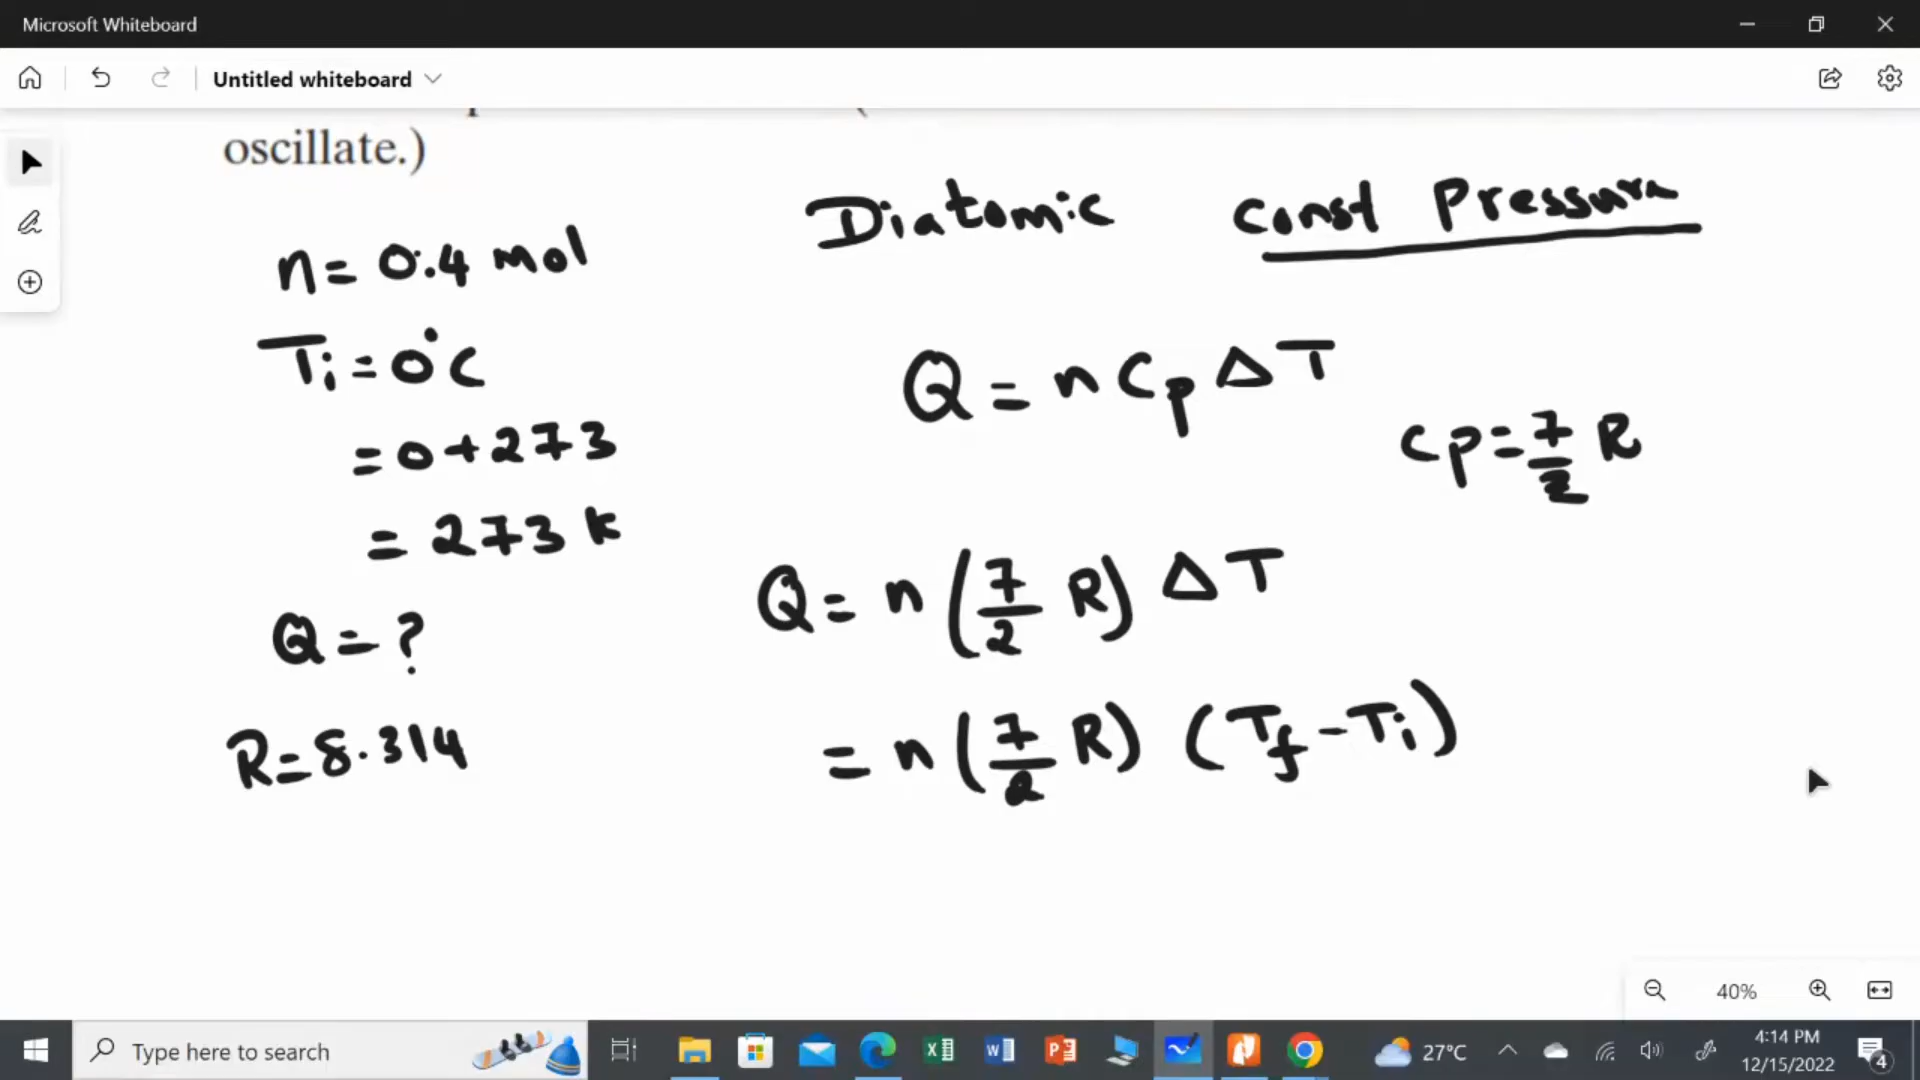 Microsoft Whiteboard
Untitled whiteboard
oscillate.)
Diatomic const Pressure
n = 0.4 mol
Ti = 0°C
= 0 + 273
= 273 k
Q = ?
R = 8.314
Q = n Cp ΔT
Cp = 7/2 R
Q = n (7/2 R) ΔT
= n (7/2 R) (Tf - Ti)
40%
Type here to search
27°C
4:14 PM
12/15/2022
4